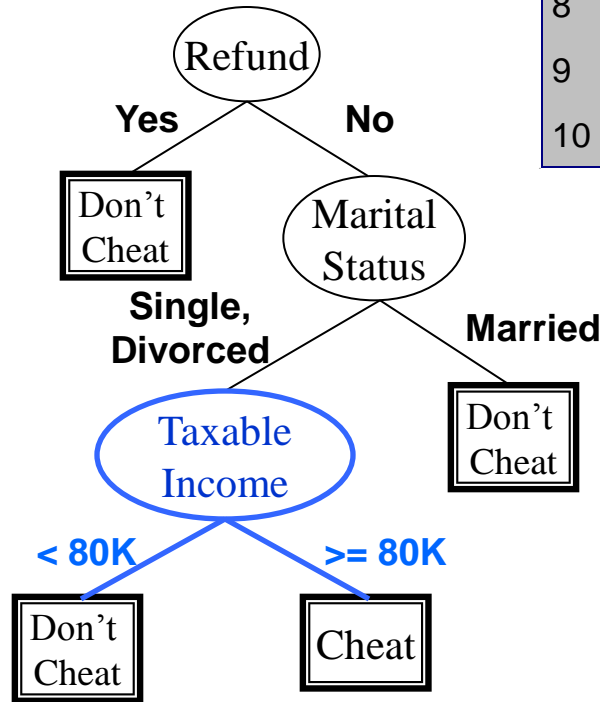 8
9
10
Refund
Yes
No
Don't
Cheat
Marital
Status
Single,
Divorced
Married
Taxable
Income
Don't
Cheat
< 80K
>= 80K
Don't
Cheat
Cheat